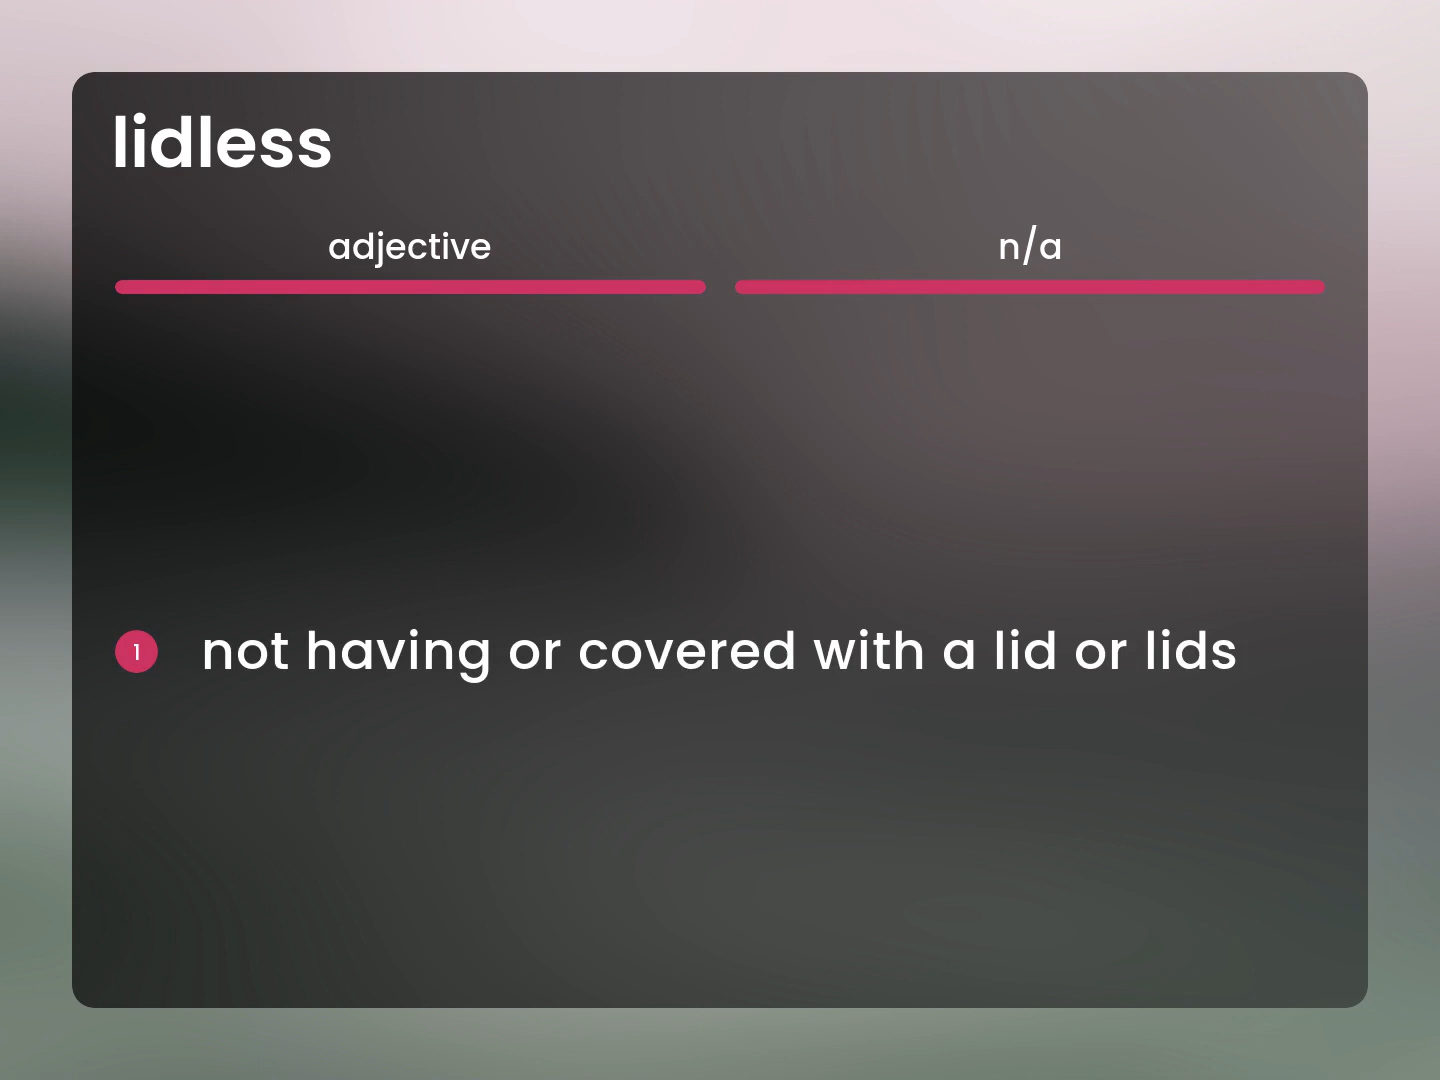 lidless
adjective
n/a
1
not having or covered with a lid or lids